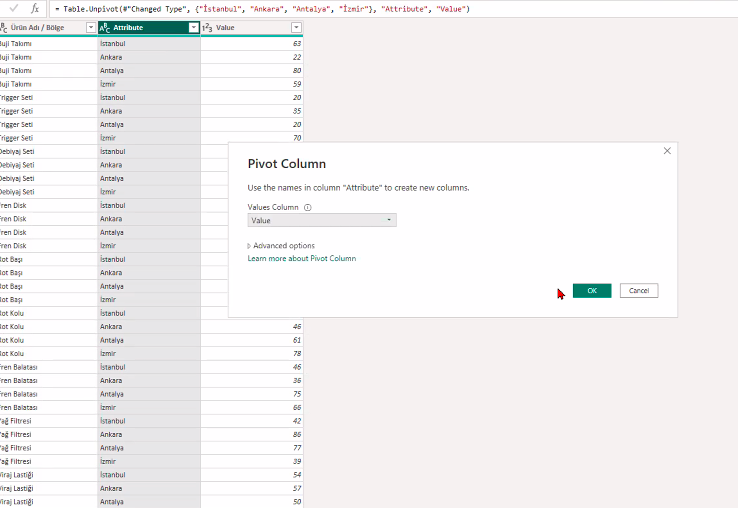 fx = Table.Unpivot(#"Changed Type", {"İstanbul", "Ankara", "Antalya", "İzmir"}, "Attribute", "Value")
Ürün Adı / Bölge ABC Attribute 123 Value
Buji Takımı İstanbul 63
Buji Takımı Ankara 22
Buji Takımı Antalya 80
Buji Takımı İzmir 59
Trigger Seti İstanbul 20
Trigger Seti Ankara 35
Trigger Seti Antalya 20
Trigger Seti İzmir 70
Debiyaj Seti İstanbul
Debiyaj Seti Ankara
Debiyaj Seti Antalya
Debiyaj Seti İzmir
Fren Disk İstanbul
Fren Disk Ankara
Fren Disk Antalya
Fren Disk İzmir
Rot Başı İstanbul
Rot Başı Ankara
Rot Başı Antalya
Rot Başı İzmir
Rot Kolu İstanbul
Rot Kolu Ankara 46
Rot Kolu Antalya 61
Rot Kolu İzmir 78
Fren Balatası İstanbul 46
Fren Balatası Ankara 36
Fren Balatası Antalya 75
Fren Balatası İzmir 66
Yağ Filtresi İstanbul 42
Yağ Filtresi Ankara 86
Yağ Filtresi Antalya 77
Yağ Filtresi İzmir 39
Viraj Lastiği İstanbul 54
Viraj Lastiği Ankara 57
Viraj Lastiği Antalya 50
Pivot Column
Use the names in column "Attribute" to create new columns.
Values Column
Value
Advanced options
Learn more about Pivot Column
OK Cancel